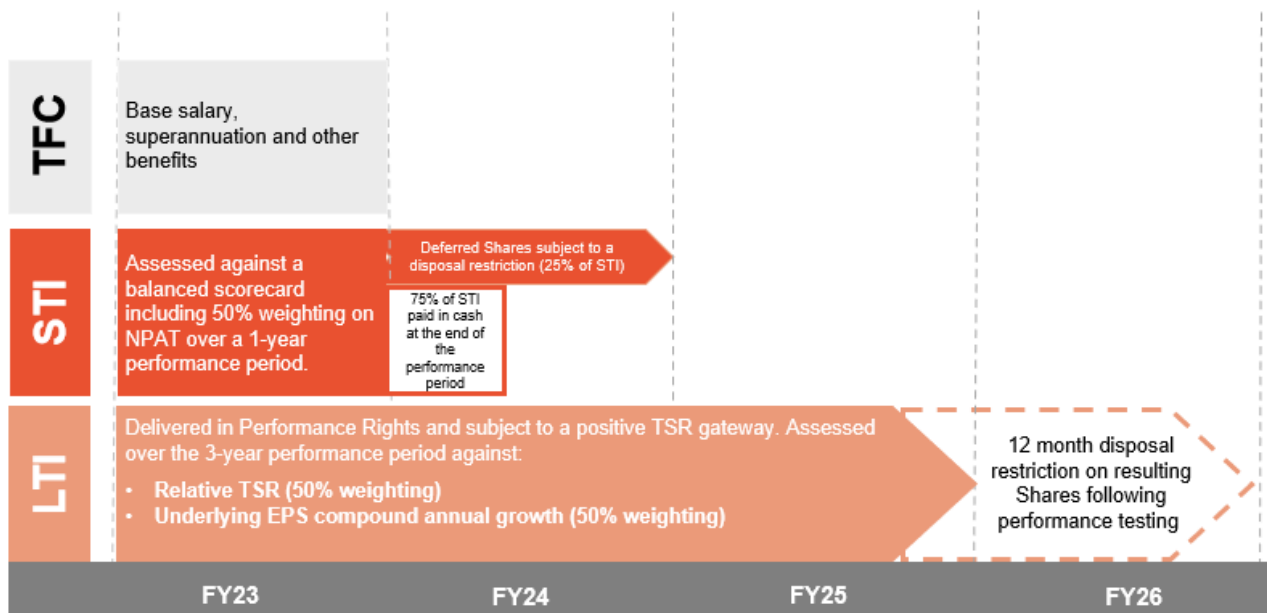 TFC
Base salary,
superannuation and other
benefits
STI
Assessed against a
balanced scorecard
including 50% weighting on
NPAT over a 1-year
performance period.
Deferred Shares subject to a
disposal restriction (25% of STI)
75% of STI
paid in cash
at the end of
the
performance
period
LTI
Delivered in Performance Rights and subject to a positive TSR gateway. Assessed
over the 3-year performance period against:
• Relative TSR (50% weighting)
• Underlying EPS compound annual growth (50% weighting)
12 month disposal
restriction on resulting
Shares following
performance testing
FY23
FY24
FY25
FY26